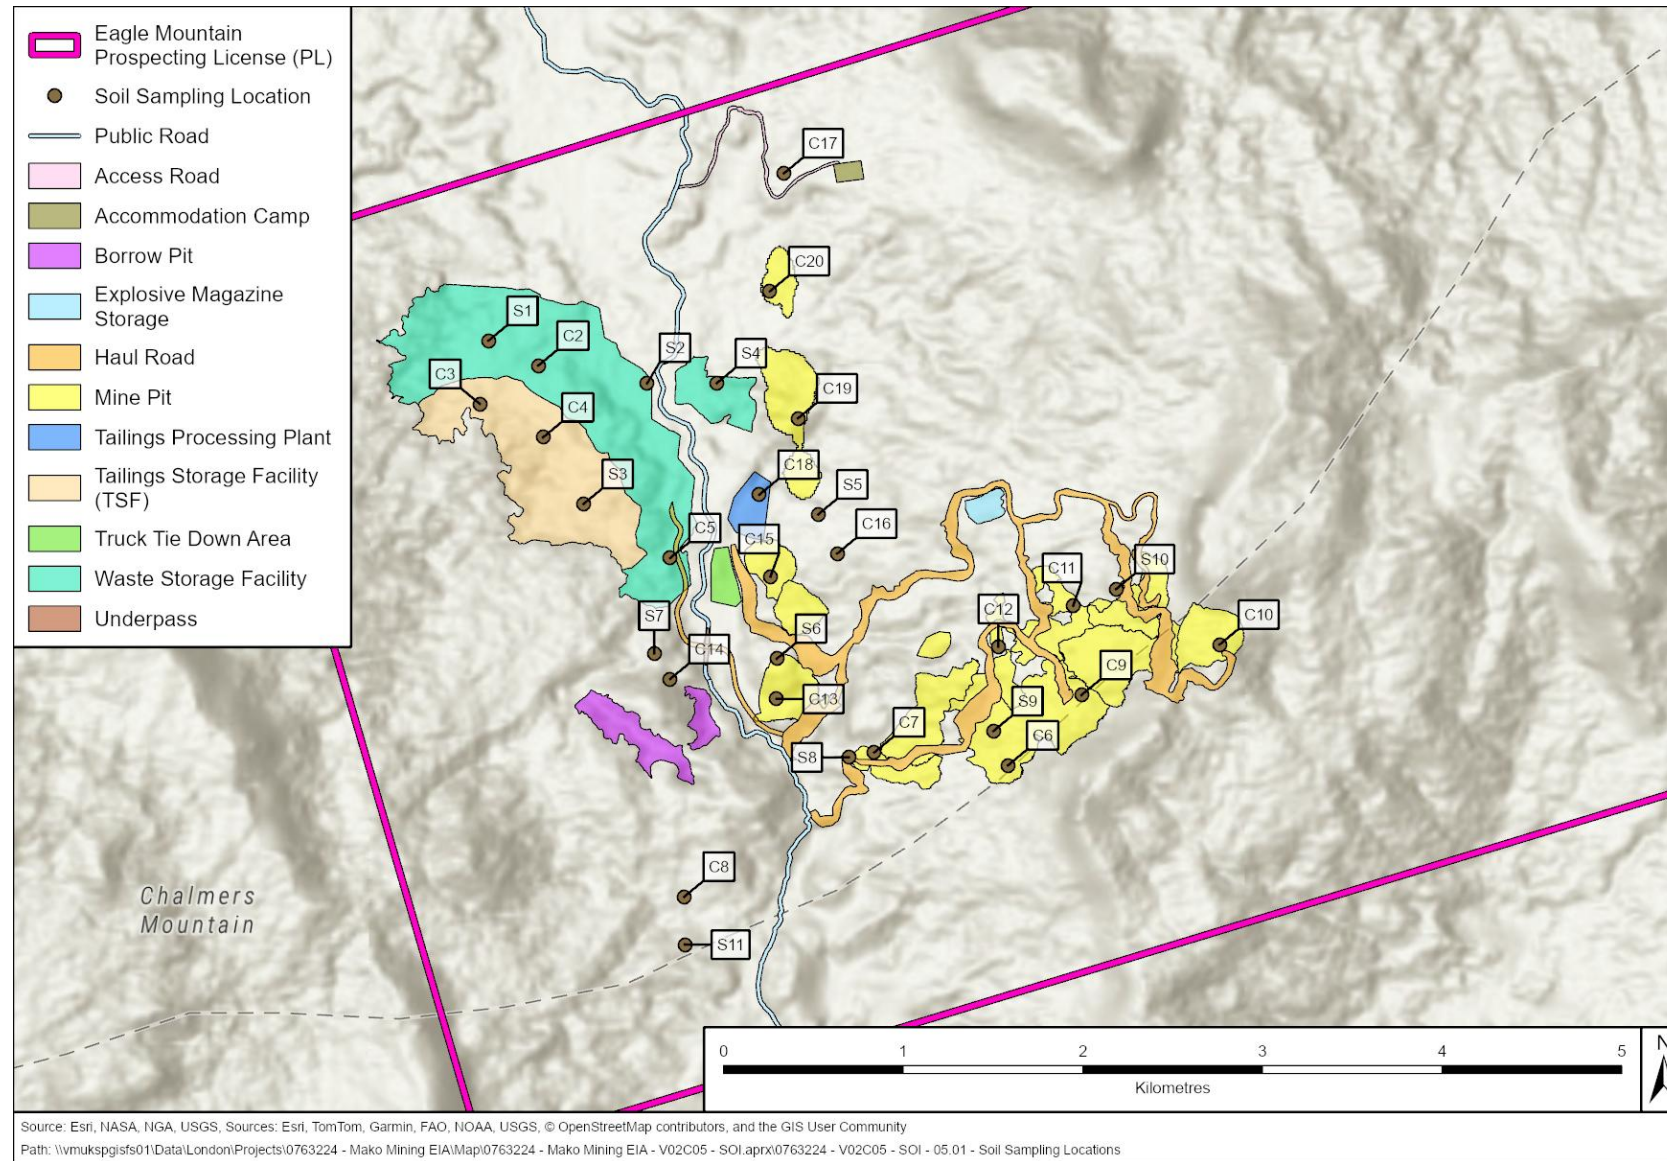 Eagle Mountain
Prospecting License (PL)
Soil Sampling Location
Public Road
Access Road
Accommodation Camp
Borrow Pit
Explosive Magazine
Storage
Haul Road
Mine Pit
Tailings Processing Plant
Tailings Storage Facility
(TSF)
Truck Tie Down Area
Waste Storage Facility
Underpass
C17
C20
S1
C2
S2
S4
C3
C19
C4
C18
S3
S5
C16
C5
C15
S10
C11
C12
C10
S7
S6
C14
C9
C13
S9
C7
C6
S8
C8
S11
Chalmers
Mountain
0 1 2 3 4 5
Kilometres
N
Source: Esri, NASA, NGA, USGS, Sources: Esri, TomTom, Garmin, FAO, NOAA, USGS, © OpenStreetMap contributors, and the GIS User Community
Path: \\vmukspgisfs01\Data\London\Projects\0763224 - Mako Mining EIA\Map\0763224 - Mako Mining EIA - V02C05 - SOI.aprx\0763224 - V02C05 - SOI - 05.01 - Soil Sampling Locations